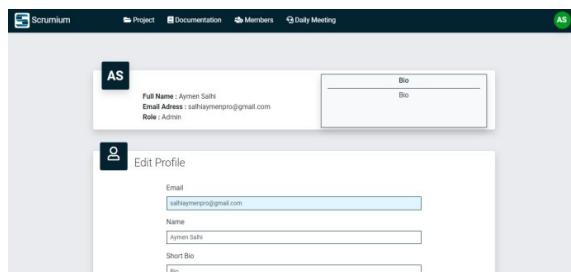 Scrumium
Project Documentation Members Daily Meeting
AS
AS
Full Name : Aymen Salhi
Email Adress : salhiaymenpro@gmail.com
Role : Admin
Bio
Bio
Edit Profile
Email
salhiaymenpro@gmail.com
Name
Aymen Salhi
Short Bio
Bio